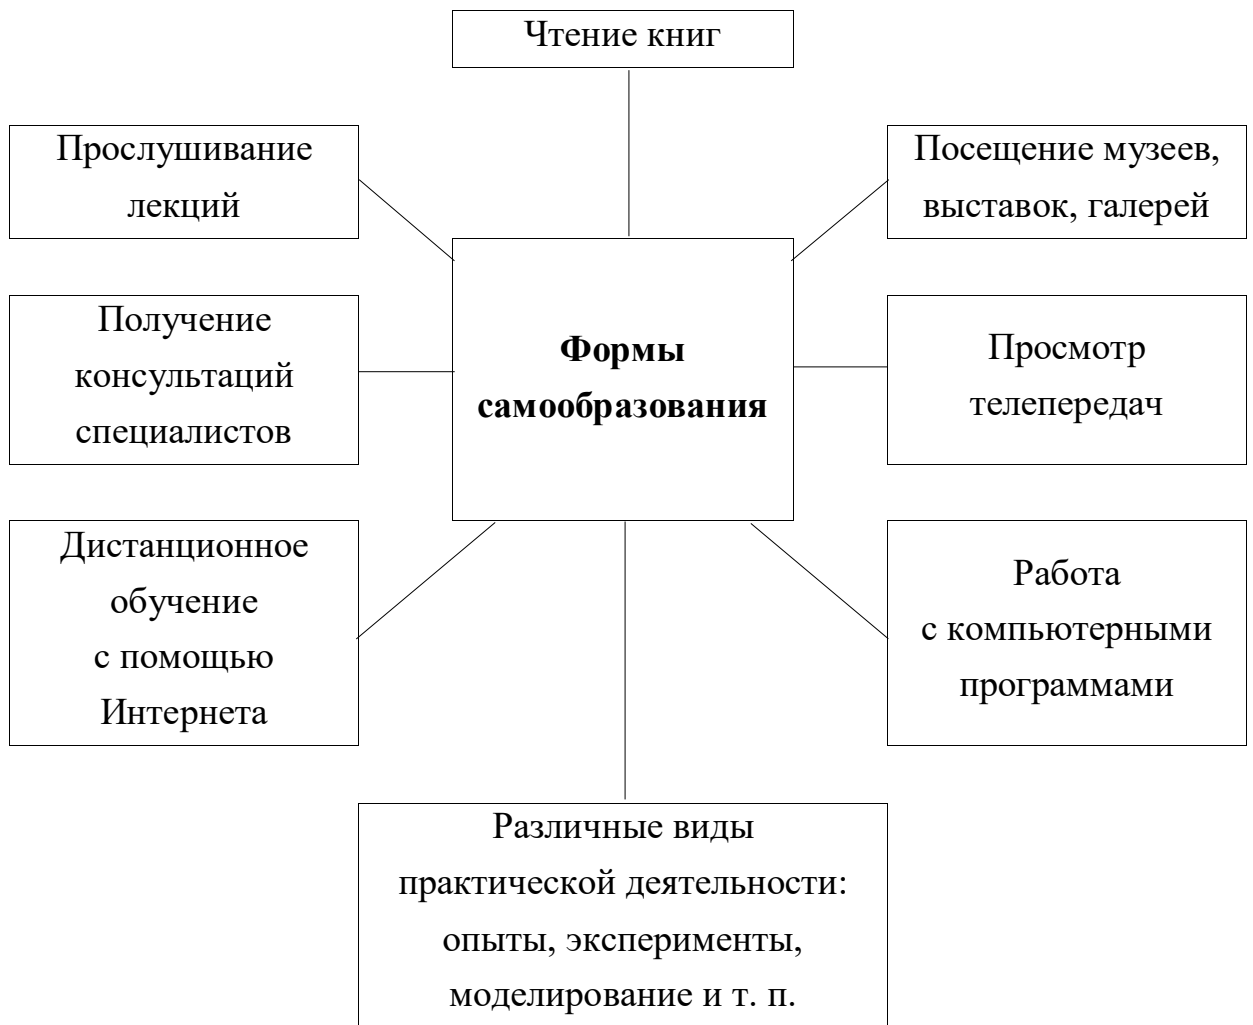 Чтение книг
Прослушивание
лекций
Посещение музеев,
выставок, галерей
Получение
консультаций
специалистов
Формы
самообразования
Просмотр
телепередач
Дистанционное
обучение
с помощью
Интернета
Работа
с компьютерными
программами
Различные виды
практической деятельности:
опыты, эксперименты,
моделирование и т. п.